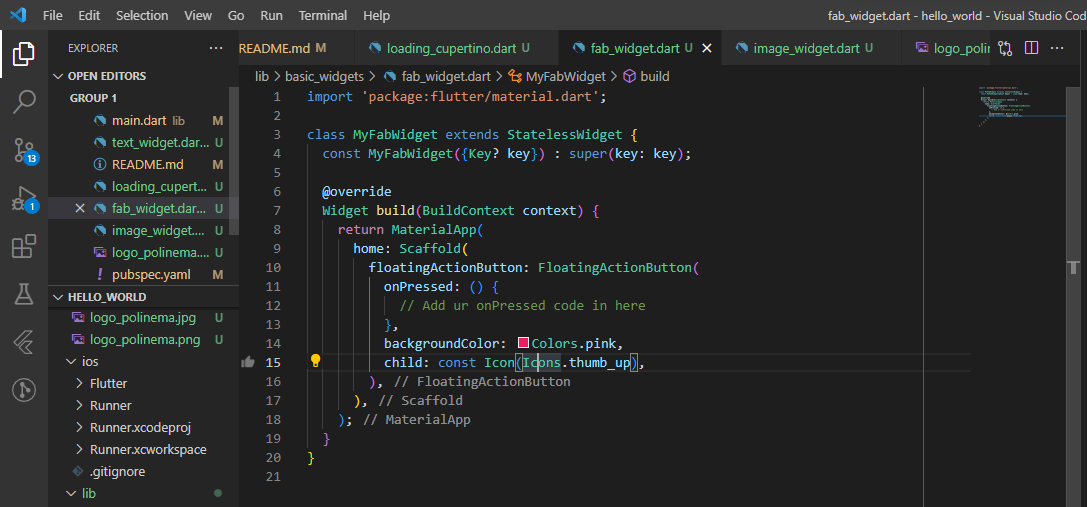 File Edit Selection View Go Run Terminal Help fab_widget.dart - hello_world - Visual Studio Cod
EXPLORER ···
README.md M loading_cupertino.dart U fab_widget.dart U image_widget.dart U logo_polin
OPEN EDITORS
GROUP 1
main.dart lib M
text_widget.dar... U
README.md M
loading_cupert... U
fab_widget.dar... U
image_widget.... U
logo_polinema.... U
pubspec.yaml M
HELLO_WORLD
logo_polinema.jpg U
logo_polinema.png U
ios
Flutter
Runner
Runner.xcodeproj
Runner.xcworkspace
.gitignore
lib
13
1
lib > basic_widgets > fab_widget.dart > MyFabWidget > build
1 import 'package:flutter/material.dart';
2
3 class MyFabWidget extends StatelessWidget {
4 const MyFabWidget({Key? key}) : super(key: key);
5
6 @override
7 Widget build(BuildContext context) {
8 return MaterialApp(
9 home: Scaffold(
10 floatingActionButton: FloatingActionButton(
11 onPressed: () {
12 // Add ur onPressed code in here
13 },
14 backgroundColor: Colors.pink,
15 child: const Icon(Icons.thumb_up),
16 ), // FloatingActionButton
17 ), // Scaffold
18 ); // MaterialApp
19 }
20 }
21